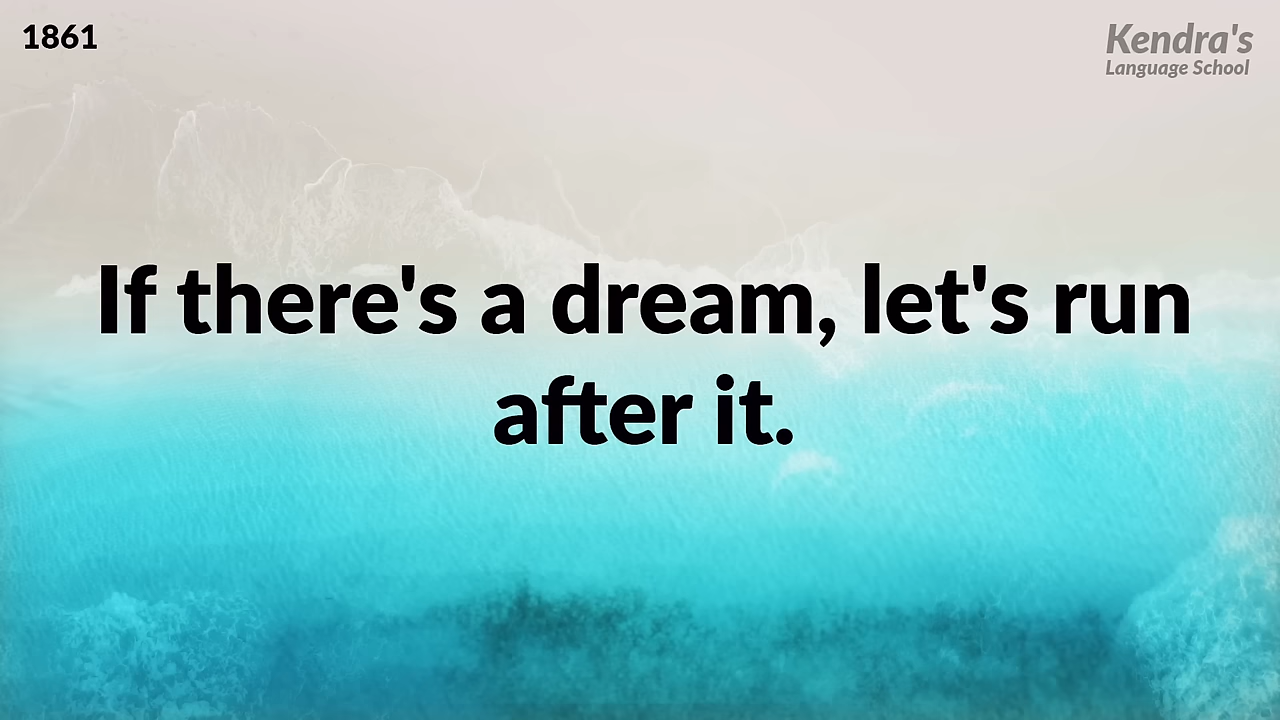 1861
Kendra's
Language School
If there's a dream, let's run
after it.